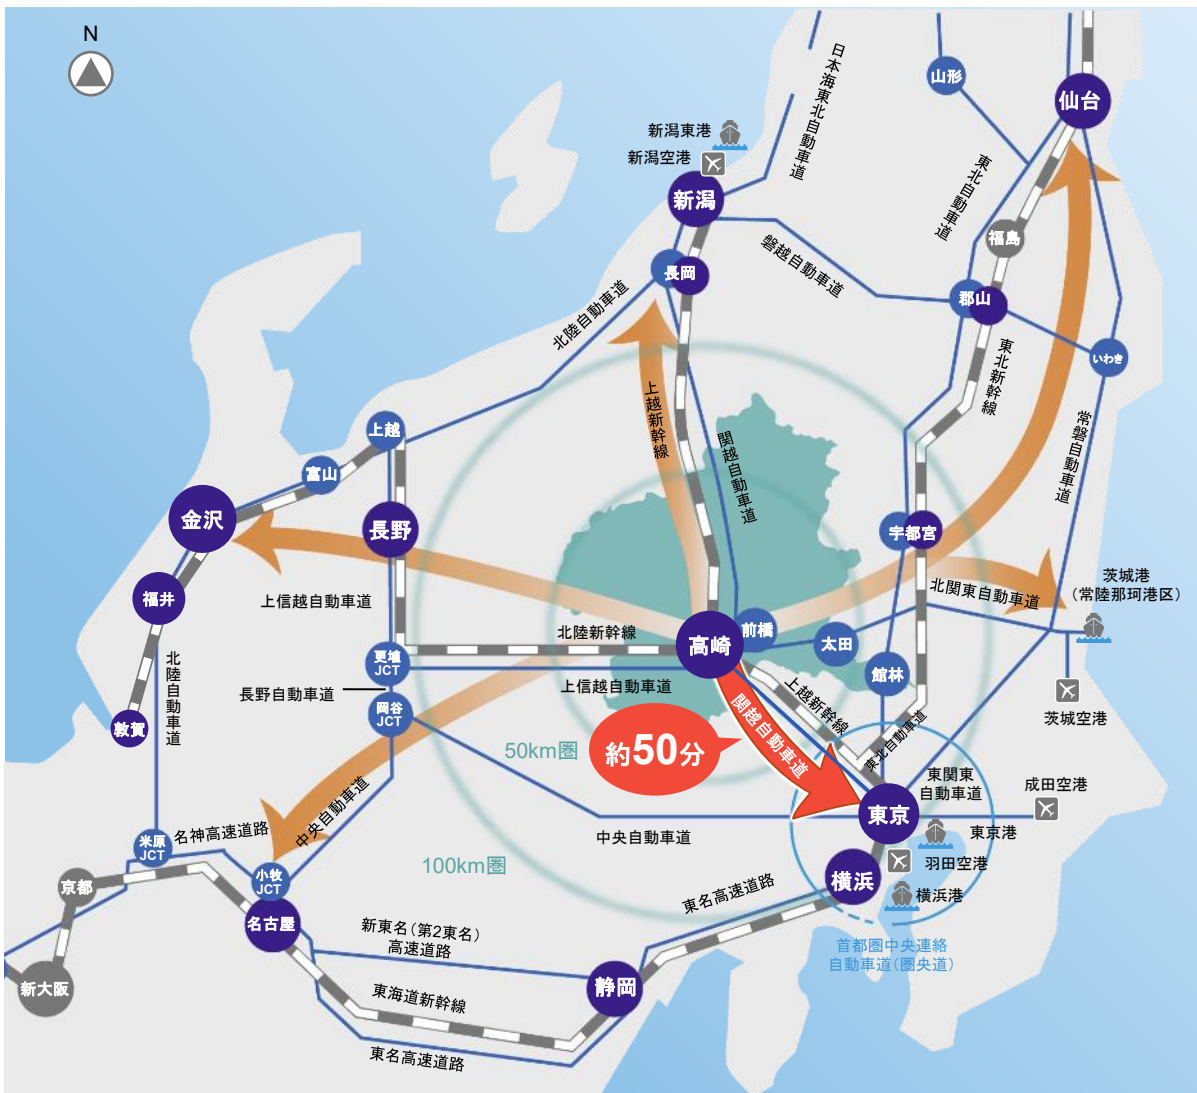 N
日本海東北自動車道
山形
仙台
新潟東港
新潟空港
新潟
東北自動車道
福島
磐越自動車道
長岡
郡山
北陸自動車道
いわき
東北新幹線
上越新幹線
常磐自動車道
上越
関越自動車道
富山
金沢
長野
宇都宮
茨城港
（常陸那珂港区）
北関東自動車道
福井
上信越自動車道
北陸新幹線
前橋
高崎
太田
更埴
JCT
館林
北陸自動車道
長野自動車道
上信越自動車道
岡谷
JCT
上越新幹線
茨城空港
敦賀
関越自動車道
東北自動車道
50km圏
約50分
東関東
自動車道
成田空港
中央自動車道
東京
名神高速道路
中央自動車道
東京港
米原
JCT
羽田空港
100km圏
小牧
JCT
横浜
京都
東名高速道路
横浜港
名古屋
新東名（第2東名）
高速道路
首都圏中央連絡
自動車道（圏央道）
新大阪
静岡
東海道新幹線
東名高速道路